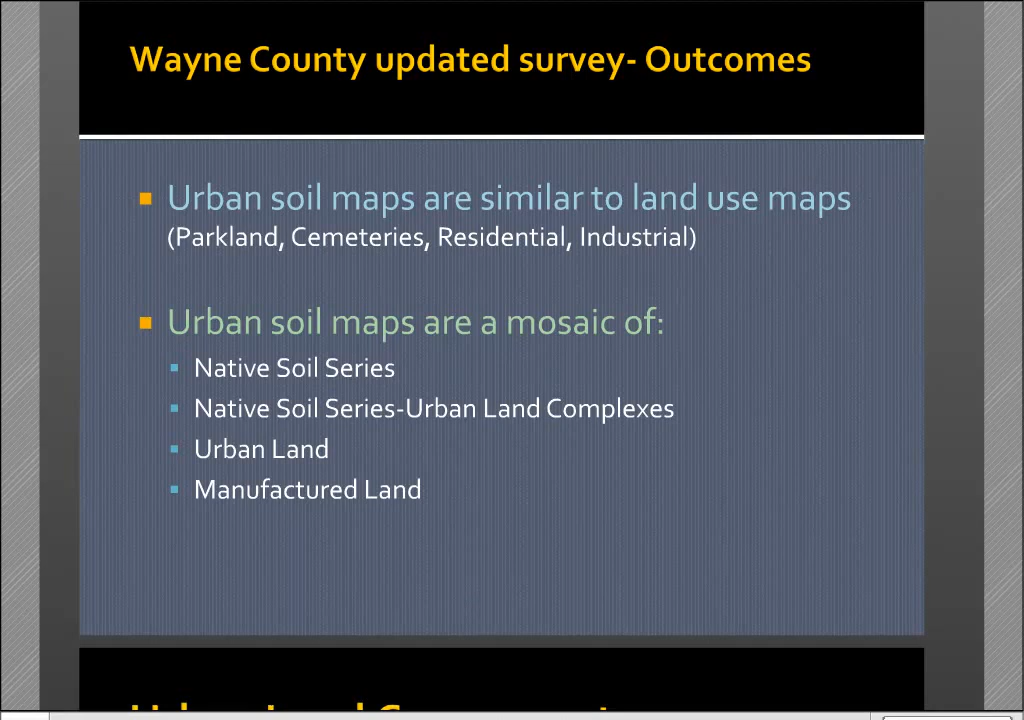 Wayne County updated survey- Outcomes
Urban soil maps are similar to land use maps
(Parkland, Cemeteries, Residential, Industrial)
Urban soil maps are a mosaic of:
Native Soil Series
Native Soil Series-Urban Land Complexes
Urban Land
Manufactured Land